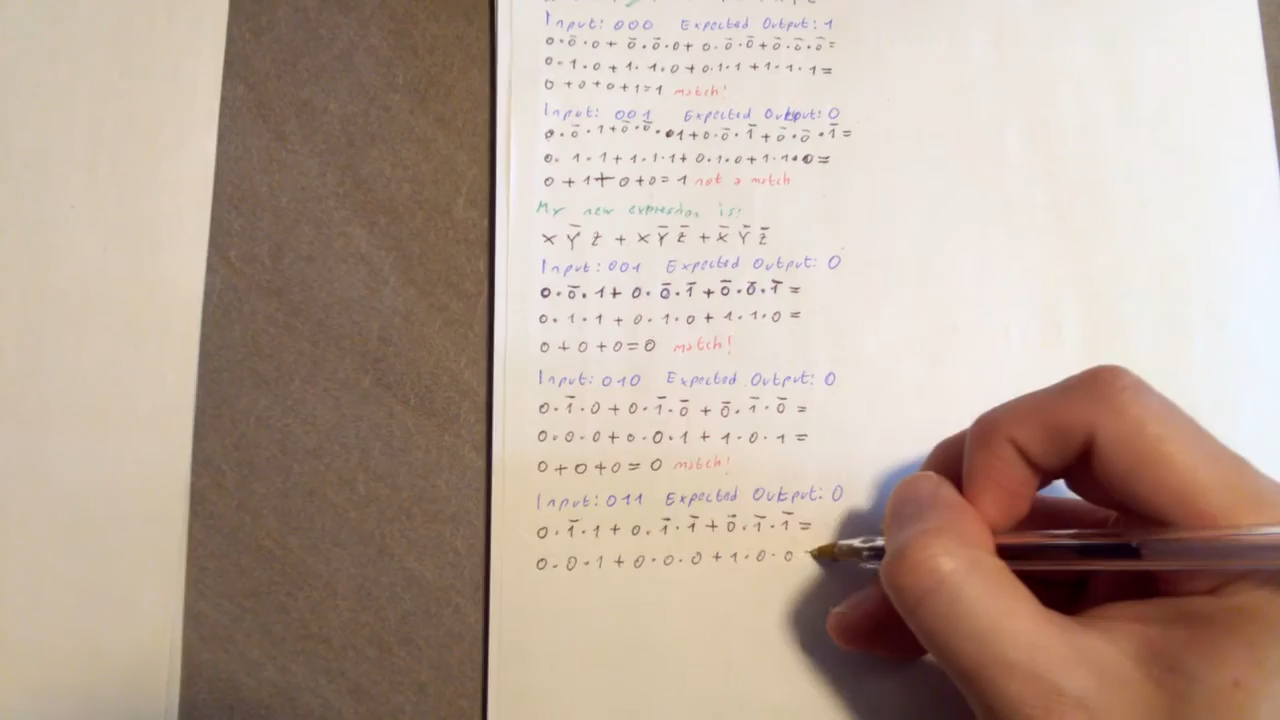 Input: 000 Expected Output: 1
0·0̅·0 + 0̅·0̅·0 + 0·0̅·0̅ + 0̅·0̅·0̅ =
0·1·0 + 1·1·0 + 0·1·1 + 1·1·1 =
0 + 0 + 0 + 1 = 1 match!
Input: 001 Expected Output: 0
0·0̅·1 + 0̅·0̅·1 + 0·0̅·1̅ + 0̅·0̅·1̅ =
0·1·1 + 1·1·1 + 0·1·0 + 1·1·0 =
0 + 1 + 0 + 0 = 1 not a match
My new expression is:
X Y̅ Z + X Y̅ Z̅ + X̅ Y̅ Z̅
Input: 001 Expected Output: 0
0·0̅·1 + 0·0̅·1̅ + 0̅·0̅·1̅ =
0·1·1 + 0·1·0 + 1·1·0 =
0 + 0 + 0 = 0 match!
Input: 010 Expected Output: 0
0·1̅·0 + 0·1̅·0̅ + 0̅·1̅·0̅ =
0·0·0 + 0·0·1 + 1·0·1 =
0 + 0 + 0 = 0 match!
Input: 011 Expected Output: 0
0·1̅·1 + 0·1̅·1̅ + 0̅·1̅·1̅ =
0·0·1 + 0·0·0 + 1·0·0